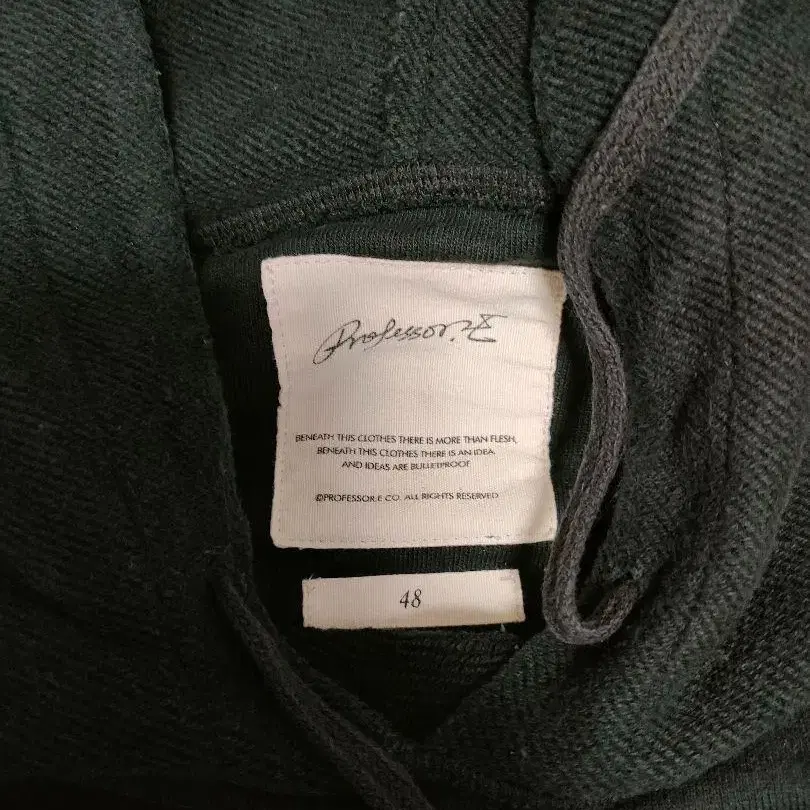 Professor.E
BENEATH THIS CLOTHES THERE IS MORE THAN FLESH,
BENEATH THIS CLOTHES THERE IS AN IDEA,
AND IDEAS ARE BULLETPROOF
©PROFESSOR.E CO. ALL RIGHTS RESERVED
48